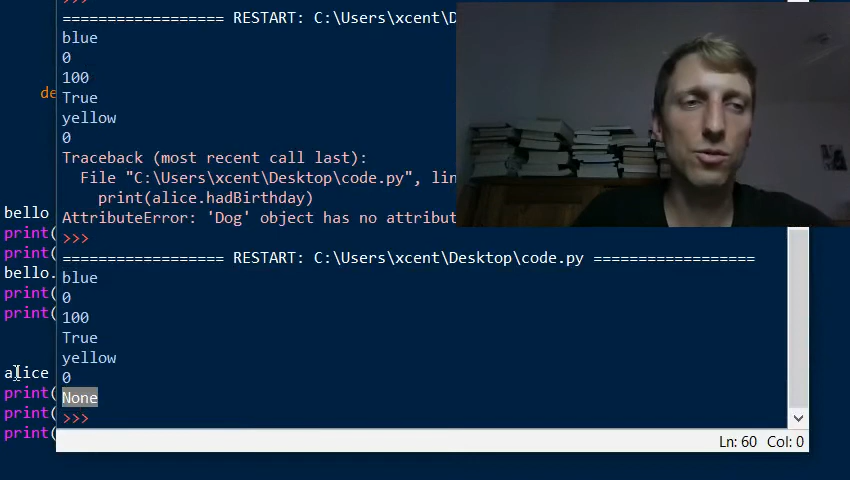 >>>
================== RESTART: C:\Users\xcent\D
blue
0
100
True
yellow
0
Traceback (most recent call last):
  File "C:\Users\xcent\Desktop\code.py", lin
    print(alice.hadBirthday)
AttributeError: 'Dog' object has no attribut
>>>
================== RESTART: C:\Users\xcent\Desktop\code.py ==================
blue
0
100
True
yellow
0
None
>>>
Ln: 60 Col: 0
de
bello
print(
print(
bello.
print(
print(
alice
print(
print(
print(